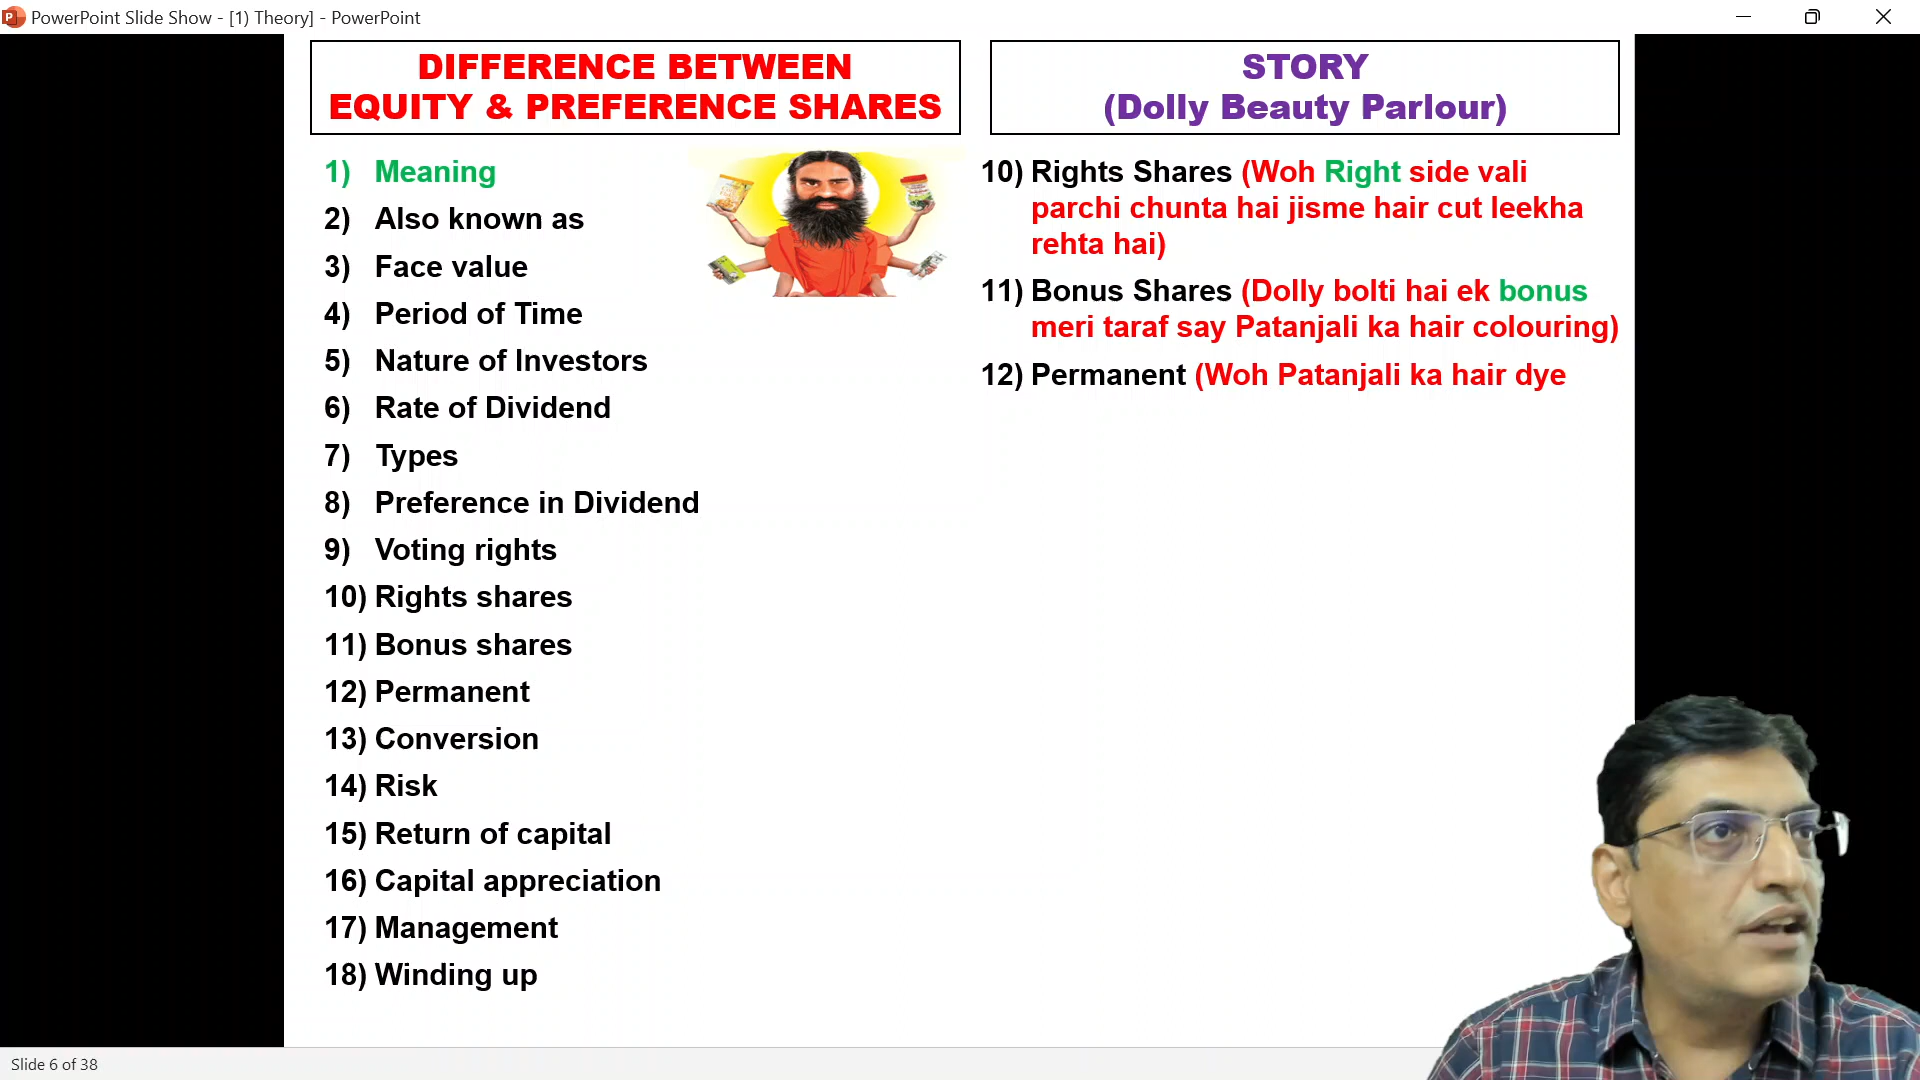 PowerPoint Slide Show - [1) Theory] - PowerPoint
DIFFERENCE BETWEEN
EQUITY & PREFERENCE SHARES
1) Meaning
2) Also known as
3) Face value
4) Period of Time
5) Nature of Investors
6) Rate of Dividend
7) Types
8) Preference in Dividend
9) Voting rights
10) Rights shares
11) Bonus shares
12) Permanent
13) Conversion
14) Risk
15) Return of capital
16) Capital appreciation
17) Management
18) Winding up
STORY
(Dolly Beauty Parlour)
10) Rights Shares (Woh Right side vali
parchi chunta hai jisme hair cut leekha
rehta hai)
11) Bonus Shares (Dolly bolti hai ek bonus
meri taraf say Patanjali ka hair colouring)
12) Permanent (Woh Patanjali ka hair dye
Slide 6 of 38